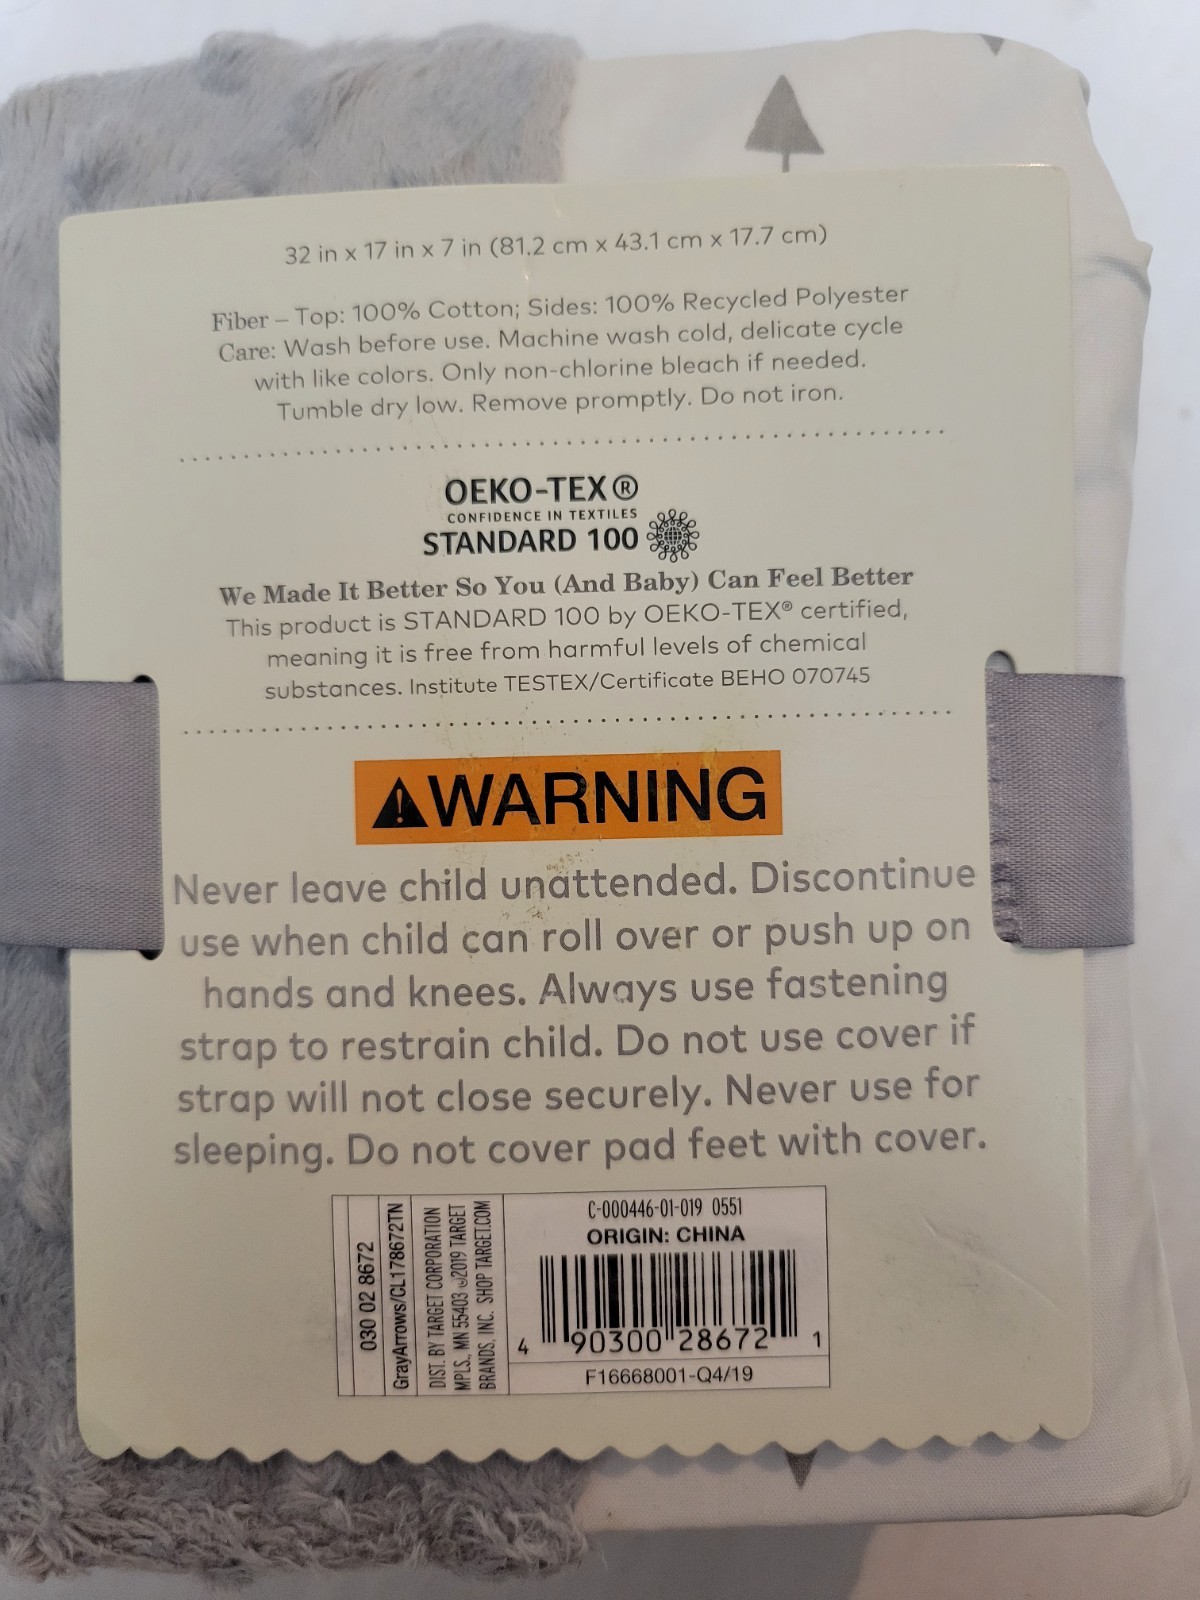 32 in x 17 in x 7 in (81.2 cm x 43.1 cm x 17.7 cm)
Fiber – Top: 100% Cotton; Sides: 100% Recycled Polyester
Care: Wash before use. Machine wash cold, delicate cycle
with like colors. Only non-chlorine bleach if needed.
Tumble dry low. Remove promptly. Do not iron.
OEKO-TEX®
CONFIDENCE IN TEXTILES
STANDARD 100
We Made It Better So You (And Baby) Can Feel Better
This product is STANDARD 100 by OEKO-TEX® certified,
meaning it is free from harmful levels of chemical
substances. Institute TESTEX/Certificate BEHO 070745
WARNING
Never leave child unattended. Discontinue
use when child can roll over or push up on
hands and knees. Always use fastening
strap to restrain child. Do not use cover if
strap will not close securely. Never use for
sleeping. Do not cover pad feet with cover.
030 02 8672
GrayArrows/CL178672TN
DIST. BY TARGET CORPORATION
MPLS., MN 55403 ©2019 TARGET
BRANDS, INC. SHOP TARGET.COM
C-000446-01-019 0551
ORIGIN: CHINA
4 90300 28672 1
F16668001-Q4/19